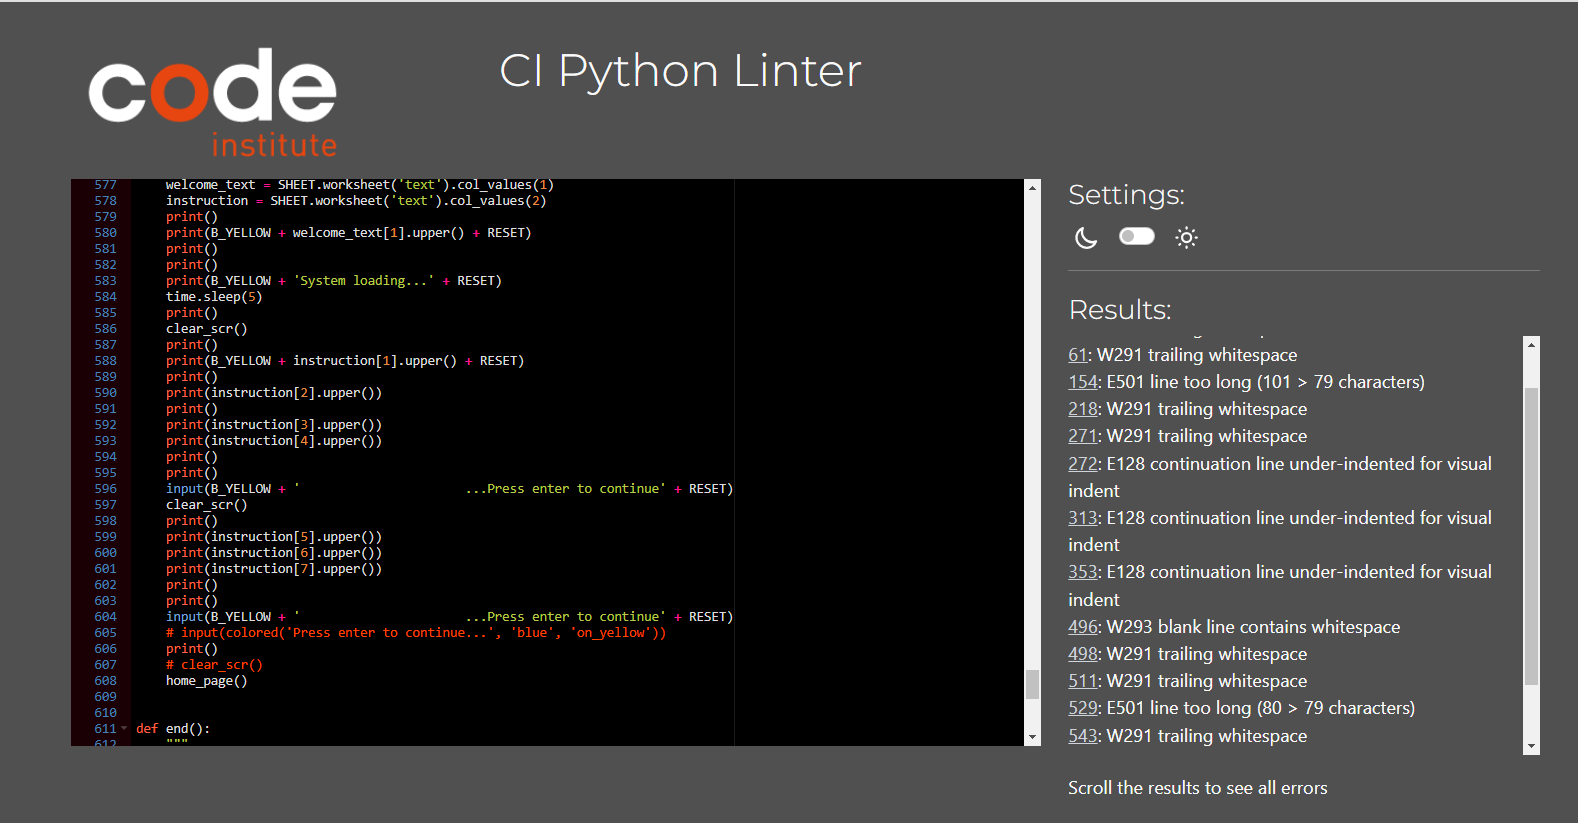 code
institute
CI Python Linter
577 welcome_text = SHEET.worksheet('text').col_values(1)
578 instruction = SHEET.worksheet('text').col_values(2)
579 print()
580 print(B_YELLOW + welcome_text[1].upper() + RESET)
581 print()
582 print()
583 print(B_YELLOW + 'System loading...' + RESET)
584 time.sleep(5)
585 print()
586 clear_scr()
587 print()
588 print(B_YELLOW + instruction[1].upper() + RESET)
589 print()
590 print(instruction[2].upper())
591 print()
592 print(instruction[3].upper())
593 print(instruction[4].upper())
594 print()
595 print()
596 input(B_YELLOW + '                      ...Press enter to continue' + RESET)
597 clear_scr()
598 print()
599 print(instruction[5].upper())
600 print(instruction[6].upper())
601 print(instruction[7].upper())
602 print()
603 print()
604 input(B_YELLOW + '                      ...Press enter to continue' + RESET)
605 # input(colored('Press enter to continue...', 'blue', 'on_yellow'))
606 print()
607 # clear_scr()
608 home_page()
609
610
611 def end():
612 """
Settings:
Results:
61: W291 trailing whitespace
154: E501 line too long (101 > 79 characters)
218: W291 trailing whitespace
271: W291 trailing whitespace
272: E128 continuation line under-indented for visual
indent
313: E128 continuation line under-indented for visual
indent
353: E128 continuation line under-indented for visual
indent
496: W293 blank line contains whitespace
498: W291 trailing whitespace
511: W291 trailing whitespace
529: E501 line too long (80 > 79 characters)
543: W291 trailing whitespace
Scroll the results to see all errors